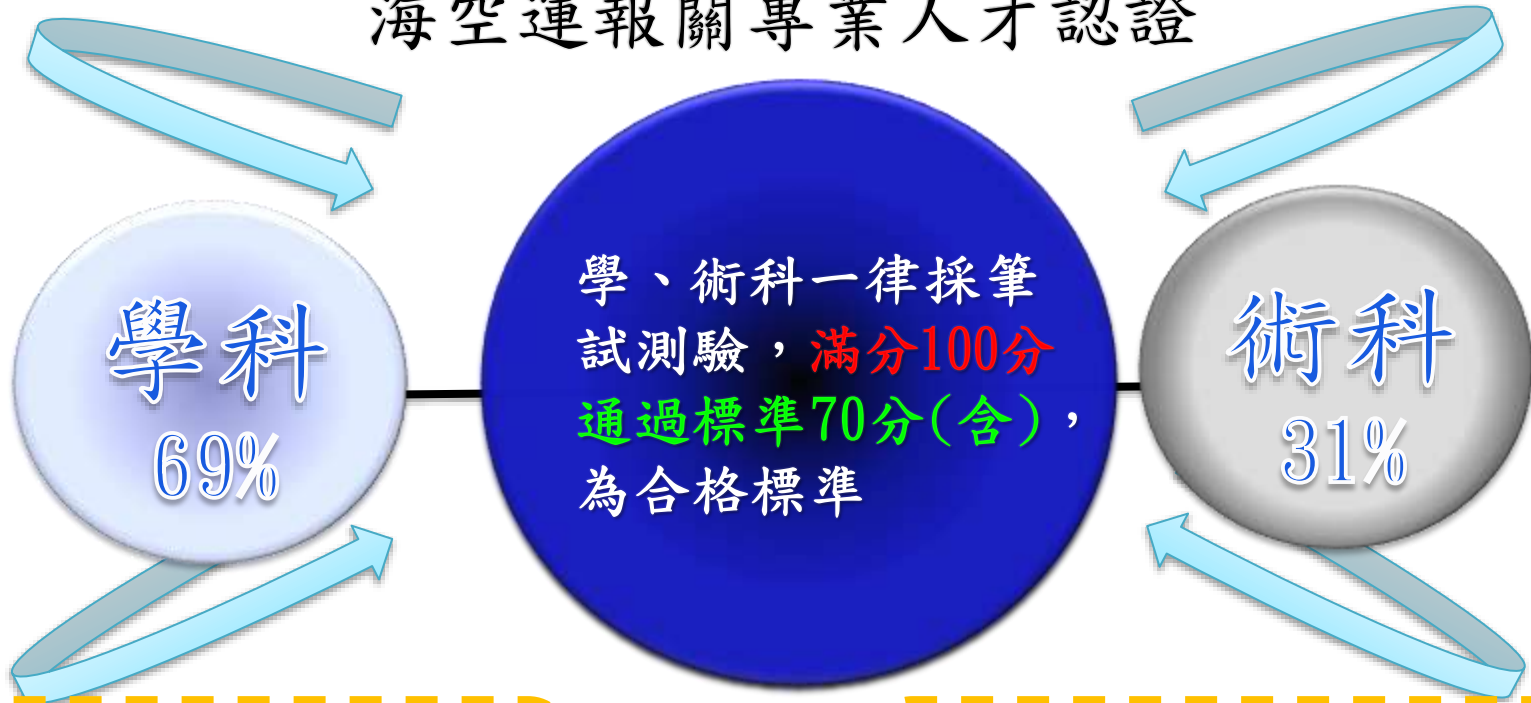 海空運報關專業人才認證
學科
69%
學、術科一律採筆
試測驗，滿分100分
通過標準70分(含)，
為合格標準
術科
31%